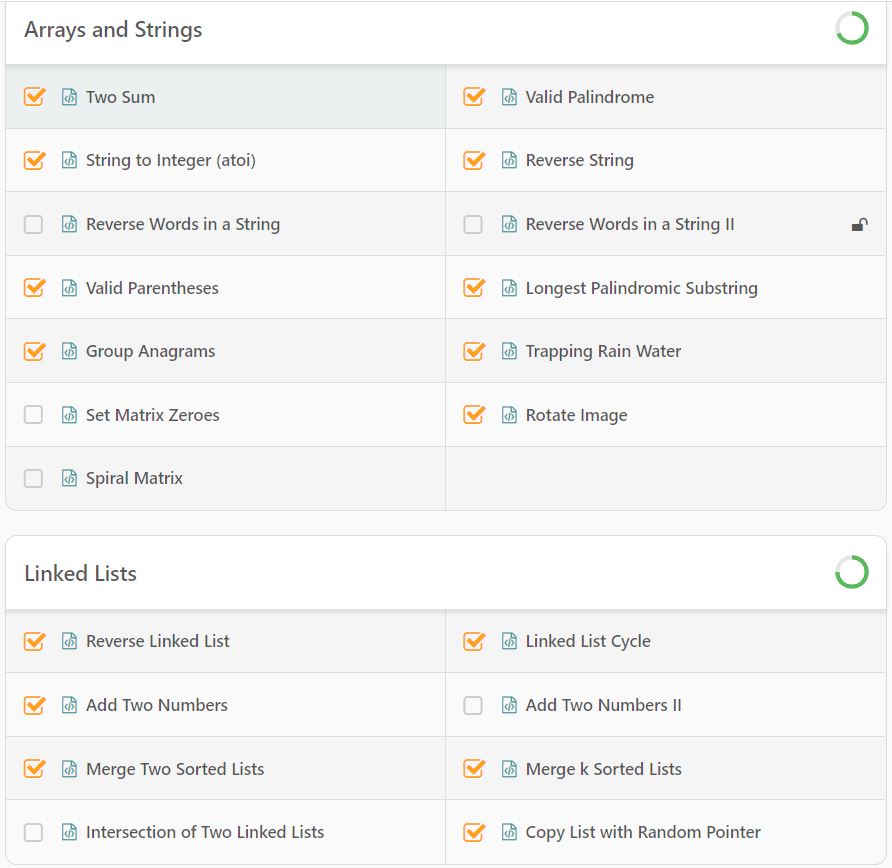 Arrays and Strings
Two Sum
Valid Palindrome
String to Integer (atoi)
Reverse String
Reverse Words in a String
Reverse Words in a String II
Valid Parentheses
Longest Palindromic Substring
Group Anagrams
Trapping Rain Water
Set Matrix Zeroes
Rotate Image
Spiral Matrix
Linked Lists
Reverse Linked List
Linked List Cycle
Add Two Numbers
Add Two Numbers II
Merge Two Sorted Lists
Merge k Sorted Lists
Intersection of Two Linked Lists
Copy List with Random Pointer